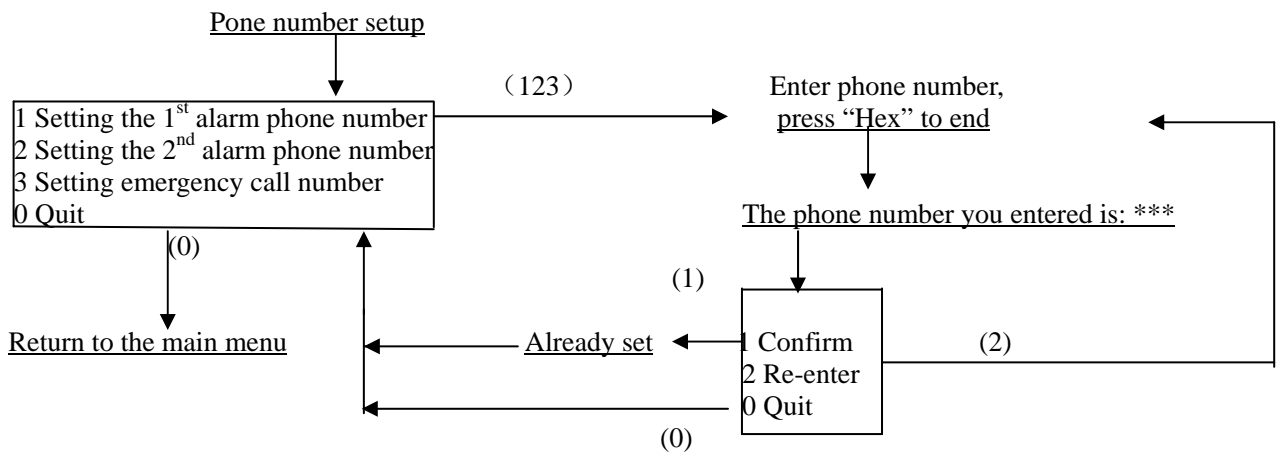 Pone number setup
（123）
1 Setting the 1st alarm phone number
2 Setting the 2nd alarm phone number
3 Setting emergency call number
0 Quit
(0)
Return to the main menu
Enter phone number,
press “Hex” to end
The phone number you entered is: ***
(1)
Already set
1 Confirm
2 Re-enter
0 Quit
(2)
(0)